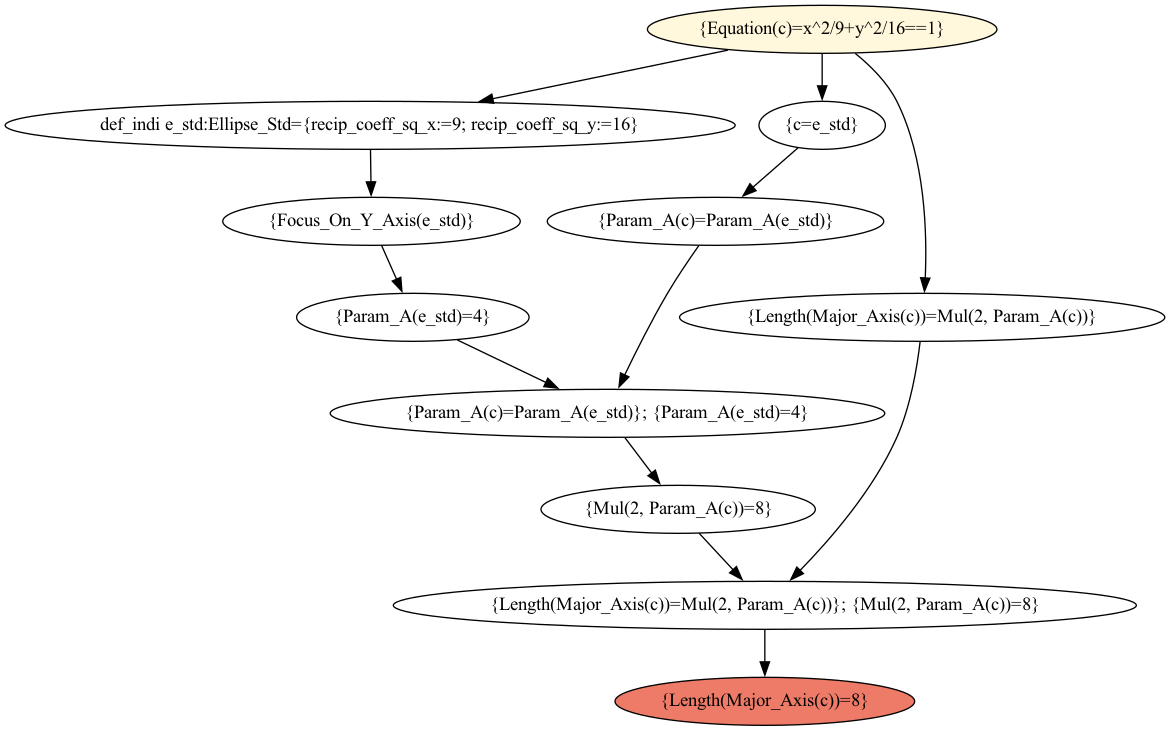 {Equation(c)=x^2/9+y^2/16==1}
def_indi e_std:Ellipse_Std={recip_coeff_sq_x:=9; recip_coeff_sq_y:=16}
{c=e_std}
{Focus_On_Y_Axis(e_std)}
{Param_A(c)=Param_A(e_std)}
{Param_A(e_std)=4}
{Length(Major_Axis(c))=Mul(2, Param_A(c))}
{Param_A(c)=Param_A(e_std)}; {Param_A(e_std)=4}
{Mul(2, Param_A(c))=8}
{Length(Major_Axis(c))=Mul(2, Param_A(c))}; {Mul(2, Param_A(c))=8}
{Length(Major_Axis(c))=8}